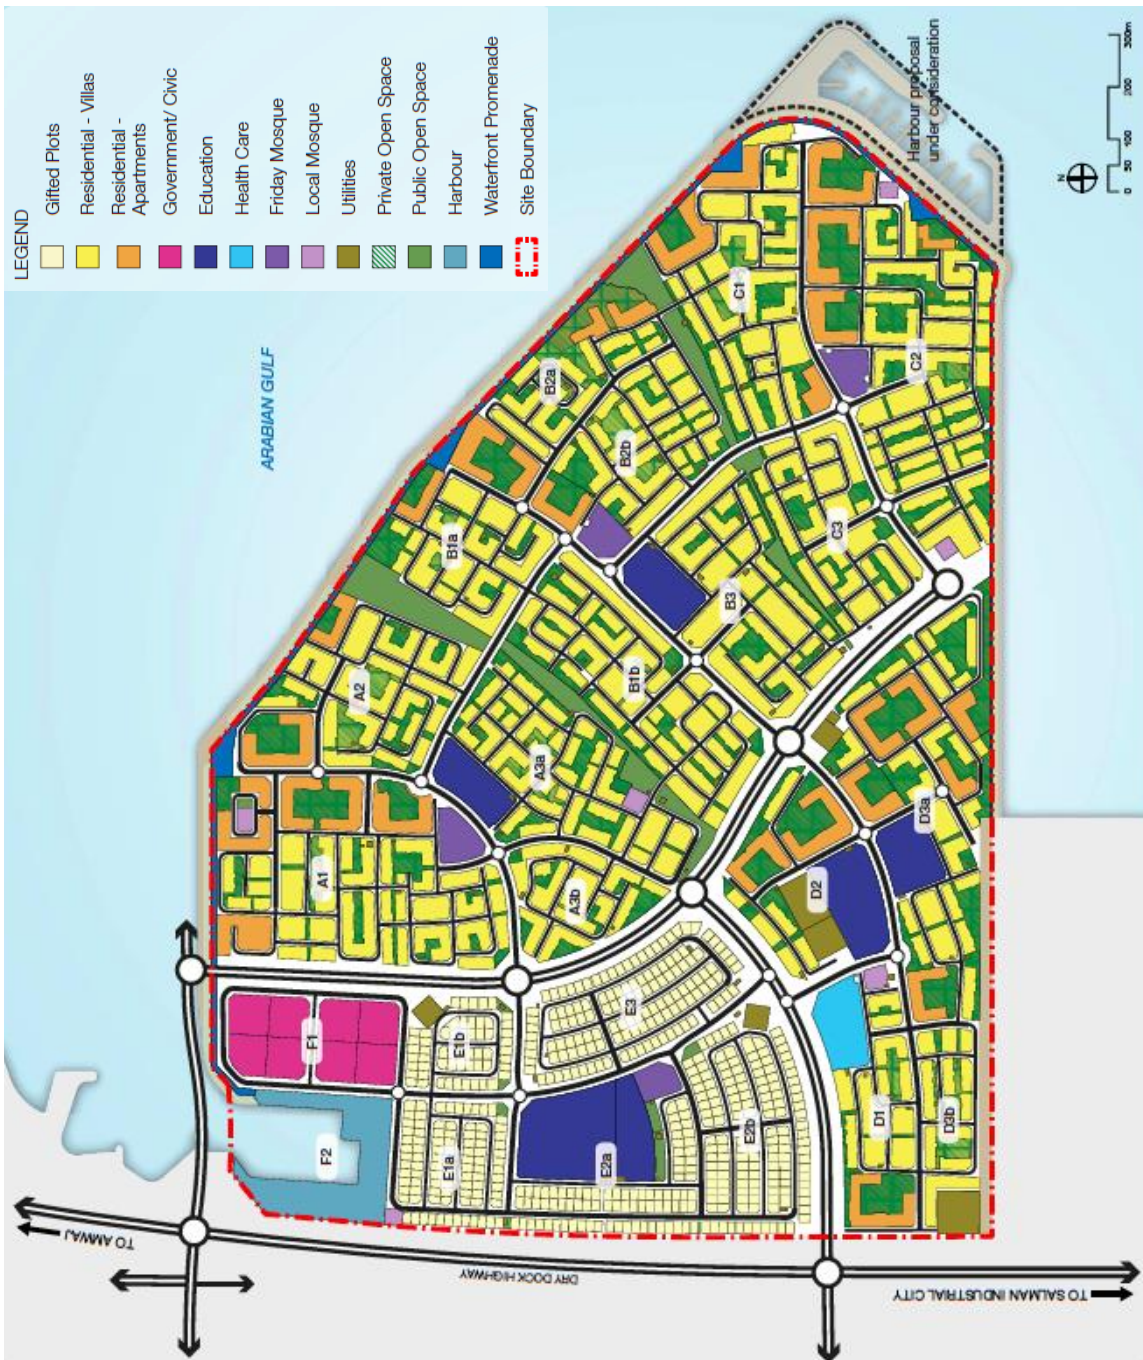 LEGEND
Gifted Plots
Residential - Villas
Residential -
Apartments
Government/ Civic
Education
Health Care
Friday Mosque
Local Mosque
Utilities
Private Open Space
Public Open Space
Harbour
Waterfront Promenade
Site Boundary
ARABIAN GULF
Harbour proposal
under consideration
N
0 50 100 200 300m
A1
A2
A3a
A3b
B1a
B1b
B2a
B2b
B3
C1
C2
C3
D1
D2
D3a
D3b
E1a
E1b
E2a
E2b
E3
F1
F2
TO AMWAJ
DRY DOCK HIGHWAY
TO SALMAN INDUSTRIAL CITY